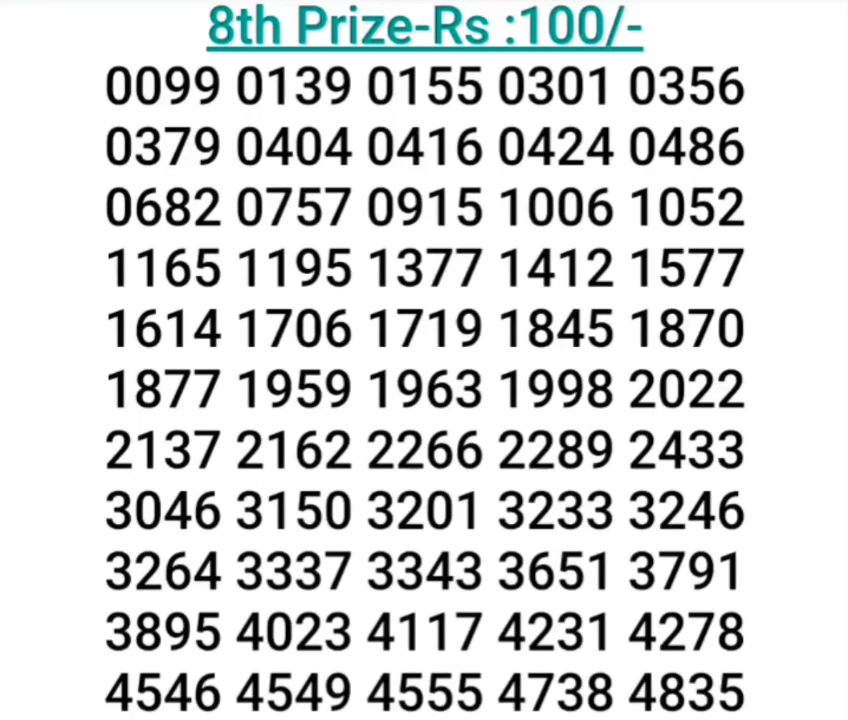 8th Prize-Rs :100/-
0099 0139 0155 0301 0356
0379 0404 0416 0424 0486
0682 0757 0915 1006 1052
1165 1195 1377 1412 1577
1614 1706 1719 1845 1870
1877 1959 1963 1998 2022
2137 2162 2266 2289 2433
3046 3150 3201 3233 3246
3264 3337 3343 3651 3791
3895 4023 4117 4231 4278
4546 4549 4555 4738 4835